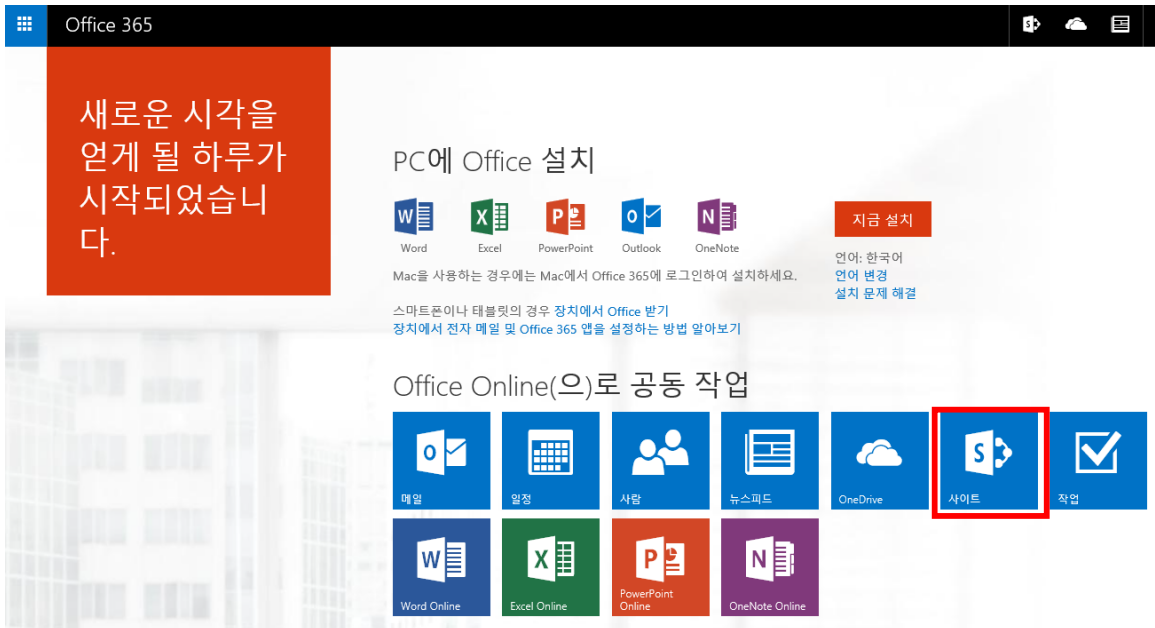 Office 365
새로운 시각을
얻게 될 하루가
시작되었습니
다.
PC에 Office 설치
Word Excel PowerPoint Outlook OneNote
지금 설치
Mac을 사용하는 경우에는 Mac에서 Office 365에 로그인하여 설치하세요.
스마트폰이나 태블릿의 경우 장치에서 Office 받기
장치에서 전자 메일 및 Office 365 앱을 설정하는 방법 알아보기
언어: 한국어
언어 변경
설치 문제 해결
Office Online(으)로 공동 작업
메일 일정 사람 뉴스피드 OneDrive 사이트 작업
Word Online Excel Online PowerPoint Online OneNote Online